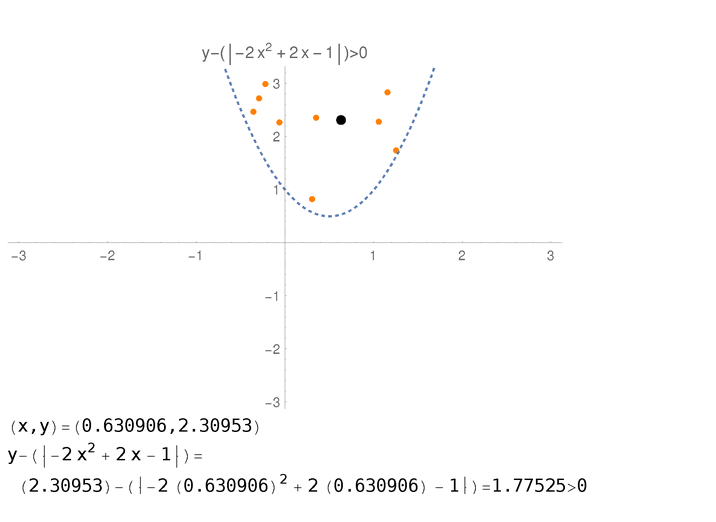 y-(|-2x²+2x-1|)>0
3
2
1
-3 -2 -1 1 2 3
-1
-2
-3
(x,y)=(0.630906,2.30953)
y-(|-2x²+2x-1|)=
(2.30953)-(|-2 (0.630906)²+2 (0.630906)-1|)=1.77525>0